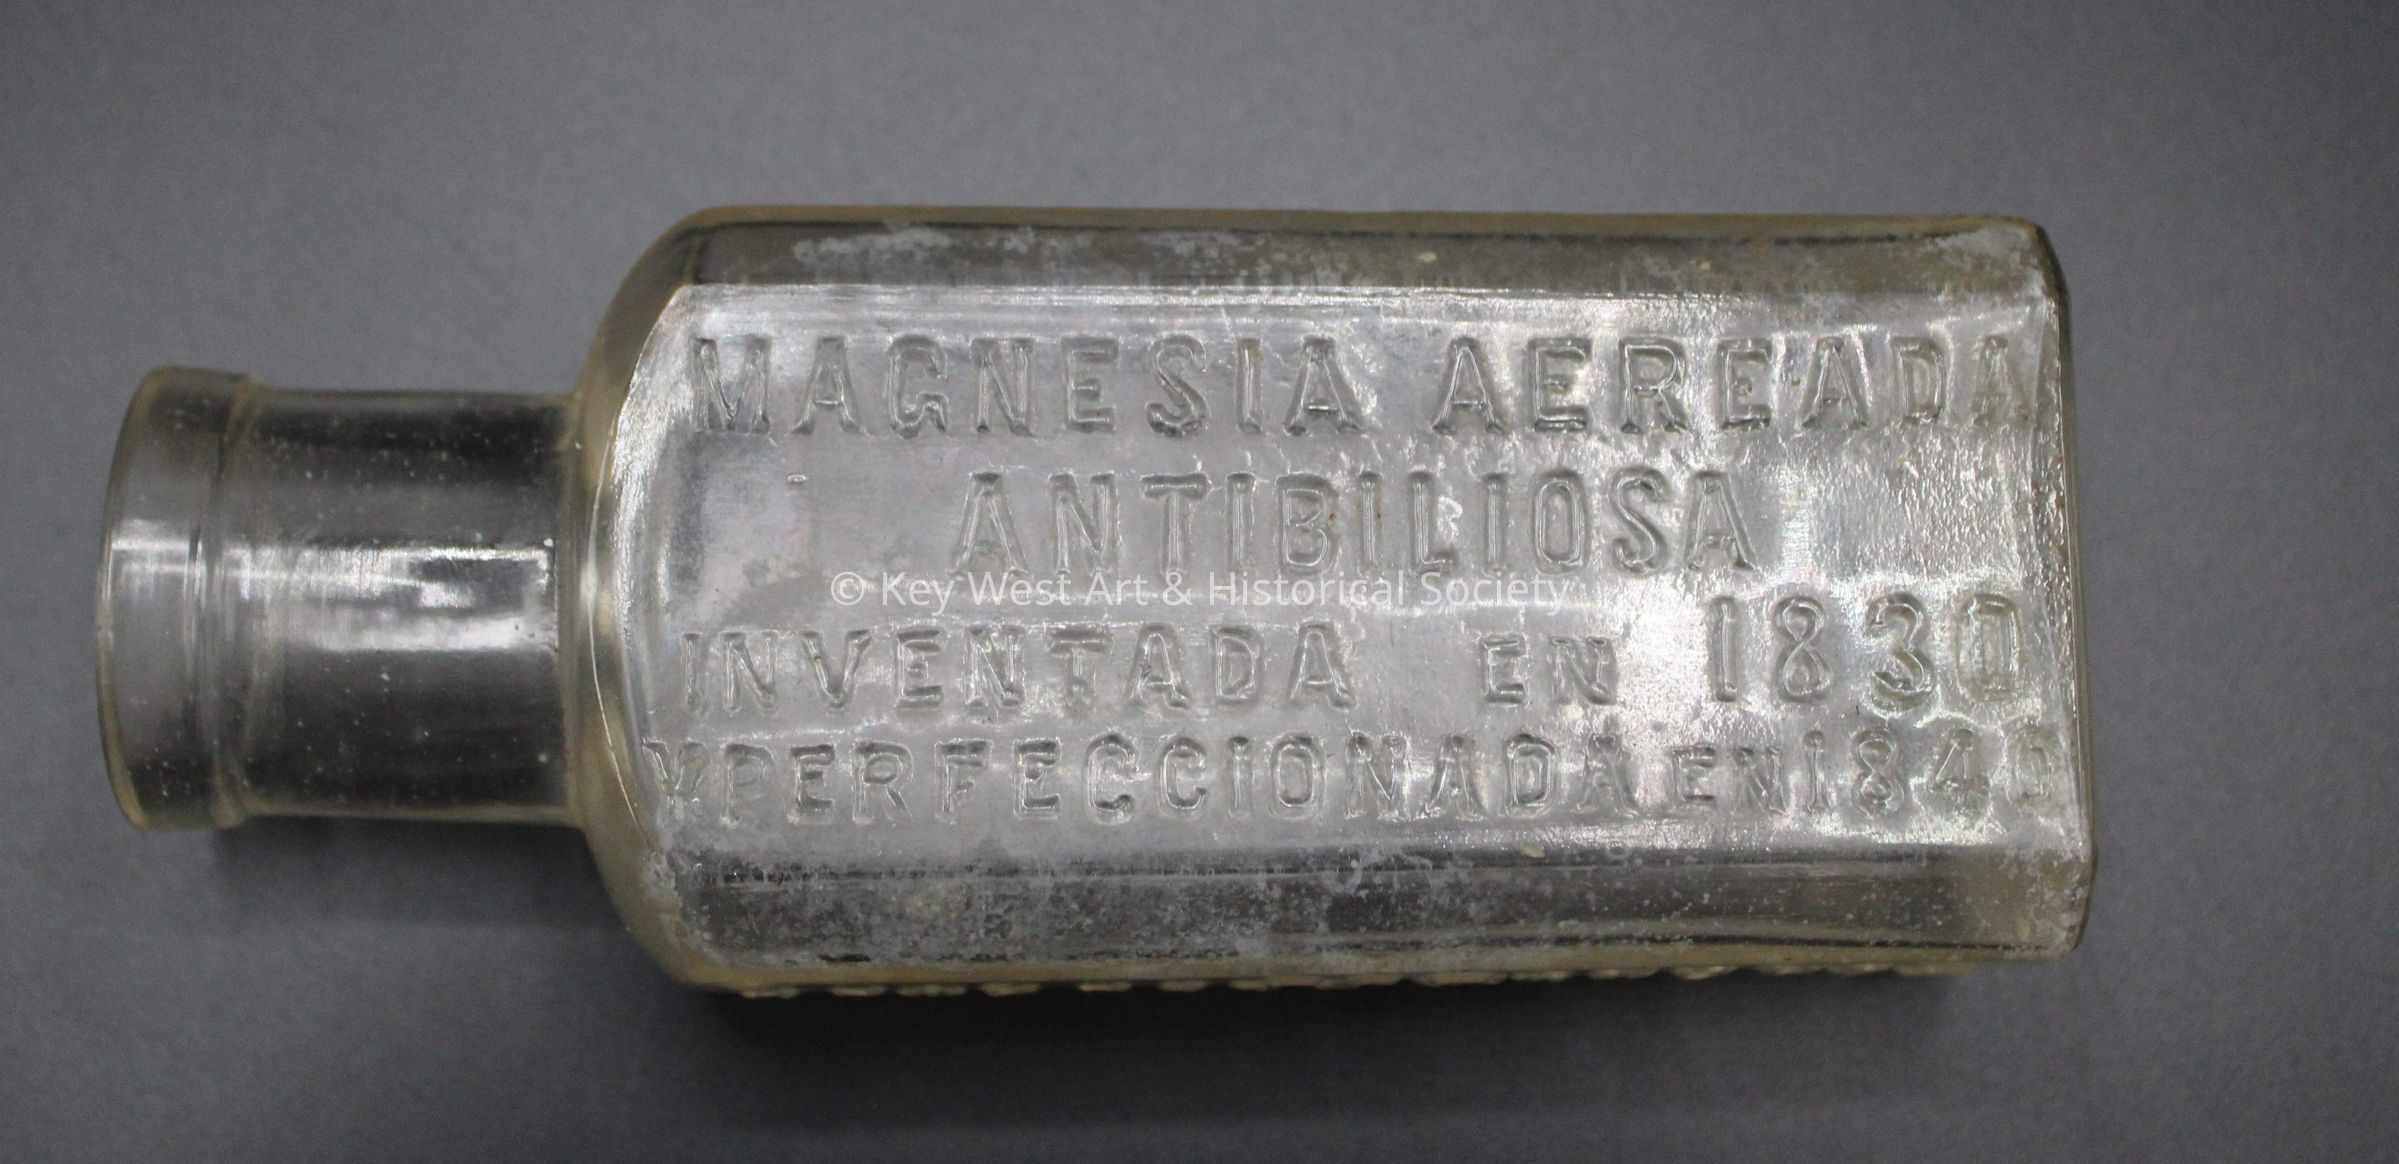 MAGNESIA AEREADA
ANTIBILIOSA
© Key West Art & Historical Society
INVENTADA EN 1830
Y PERFECCIONADA EN 1840